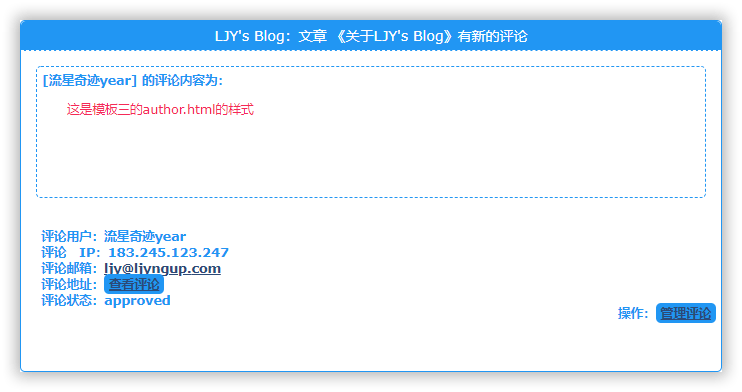 LJY's Blog：文章 《关于LJY's Blog》有新的评论
[流星奇迹year] 的评论内容为：
这是模板三的author.html的样式
评论用户：流星奇迹year
评论　IP：183.245.123.247
评论邮箱：ljy@ljyngup.com
评论地址：查看评论
评论状态：approved
操作：管理评论